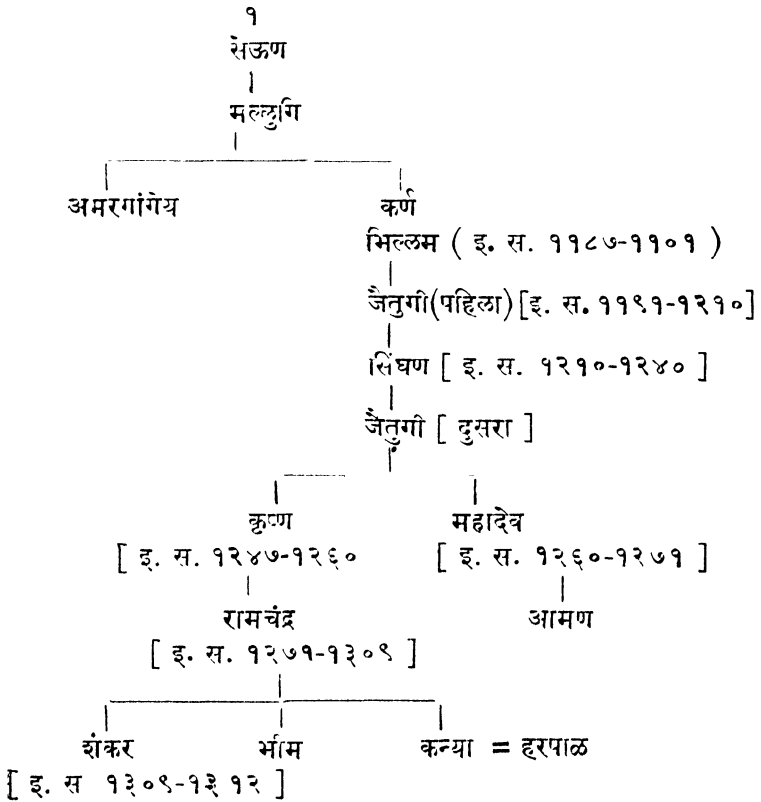 १
सेऊण
मल्लुगि
अमरगांगेय कर्ण
भिल्लम ( इ. स. ११८७-११०१ )
जैतुगी(पहिला)[इ. स. ११९१-१२१०]
सिंघण [ इ. स. १२१०-१२४० ]
जैतुगी [ दुसरा ]
कृष्ण महादेव
[ इ. स. १२४७-१२६० [ इ. स. १२६०-१२७१ ]
रामचंद्र आमण
[ इ. स. १२७१-१३०९ ]
शंकर भीम कन्या = हरपाळ
[ इ. स १३०९-१३१२ ]